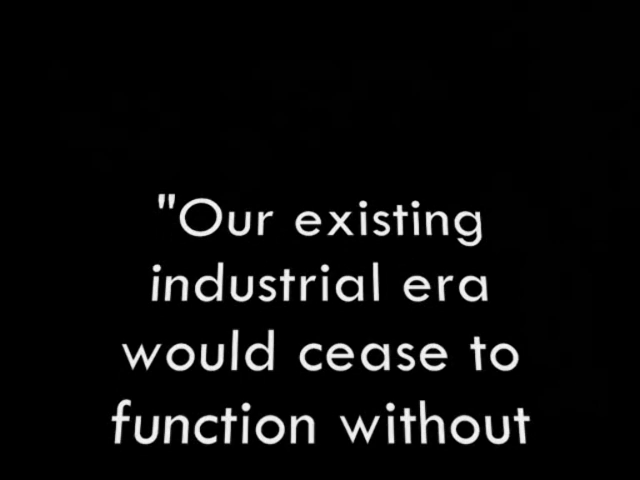 "Our existing
industrial era
would cease to
function without